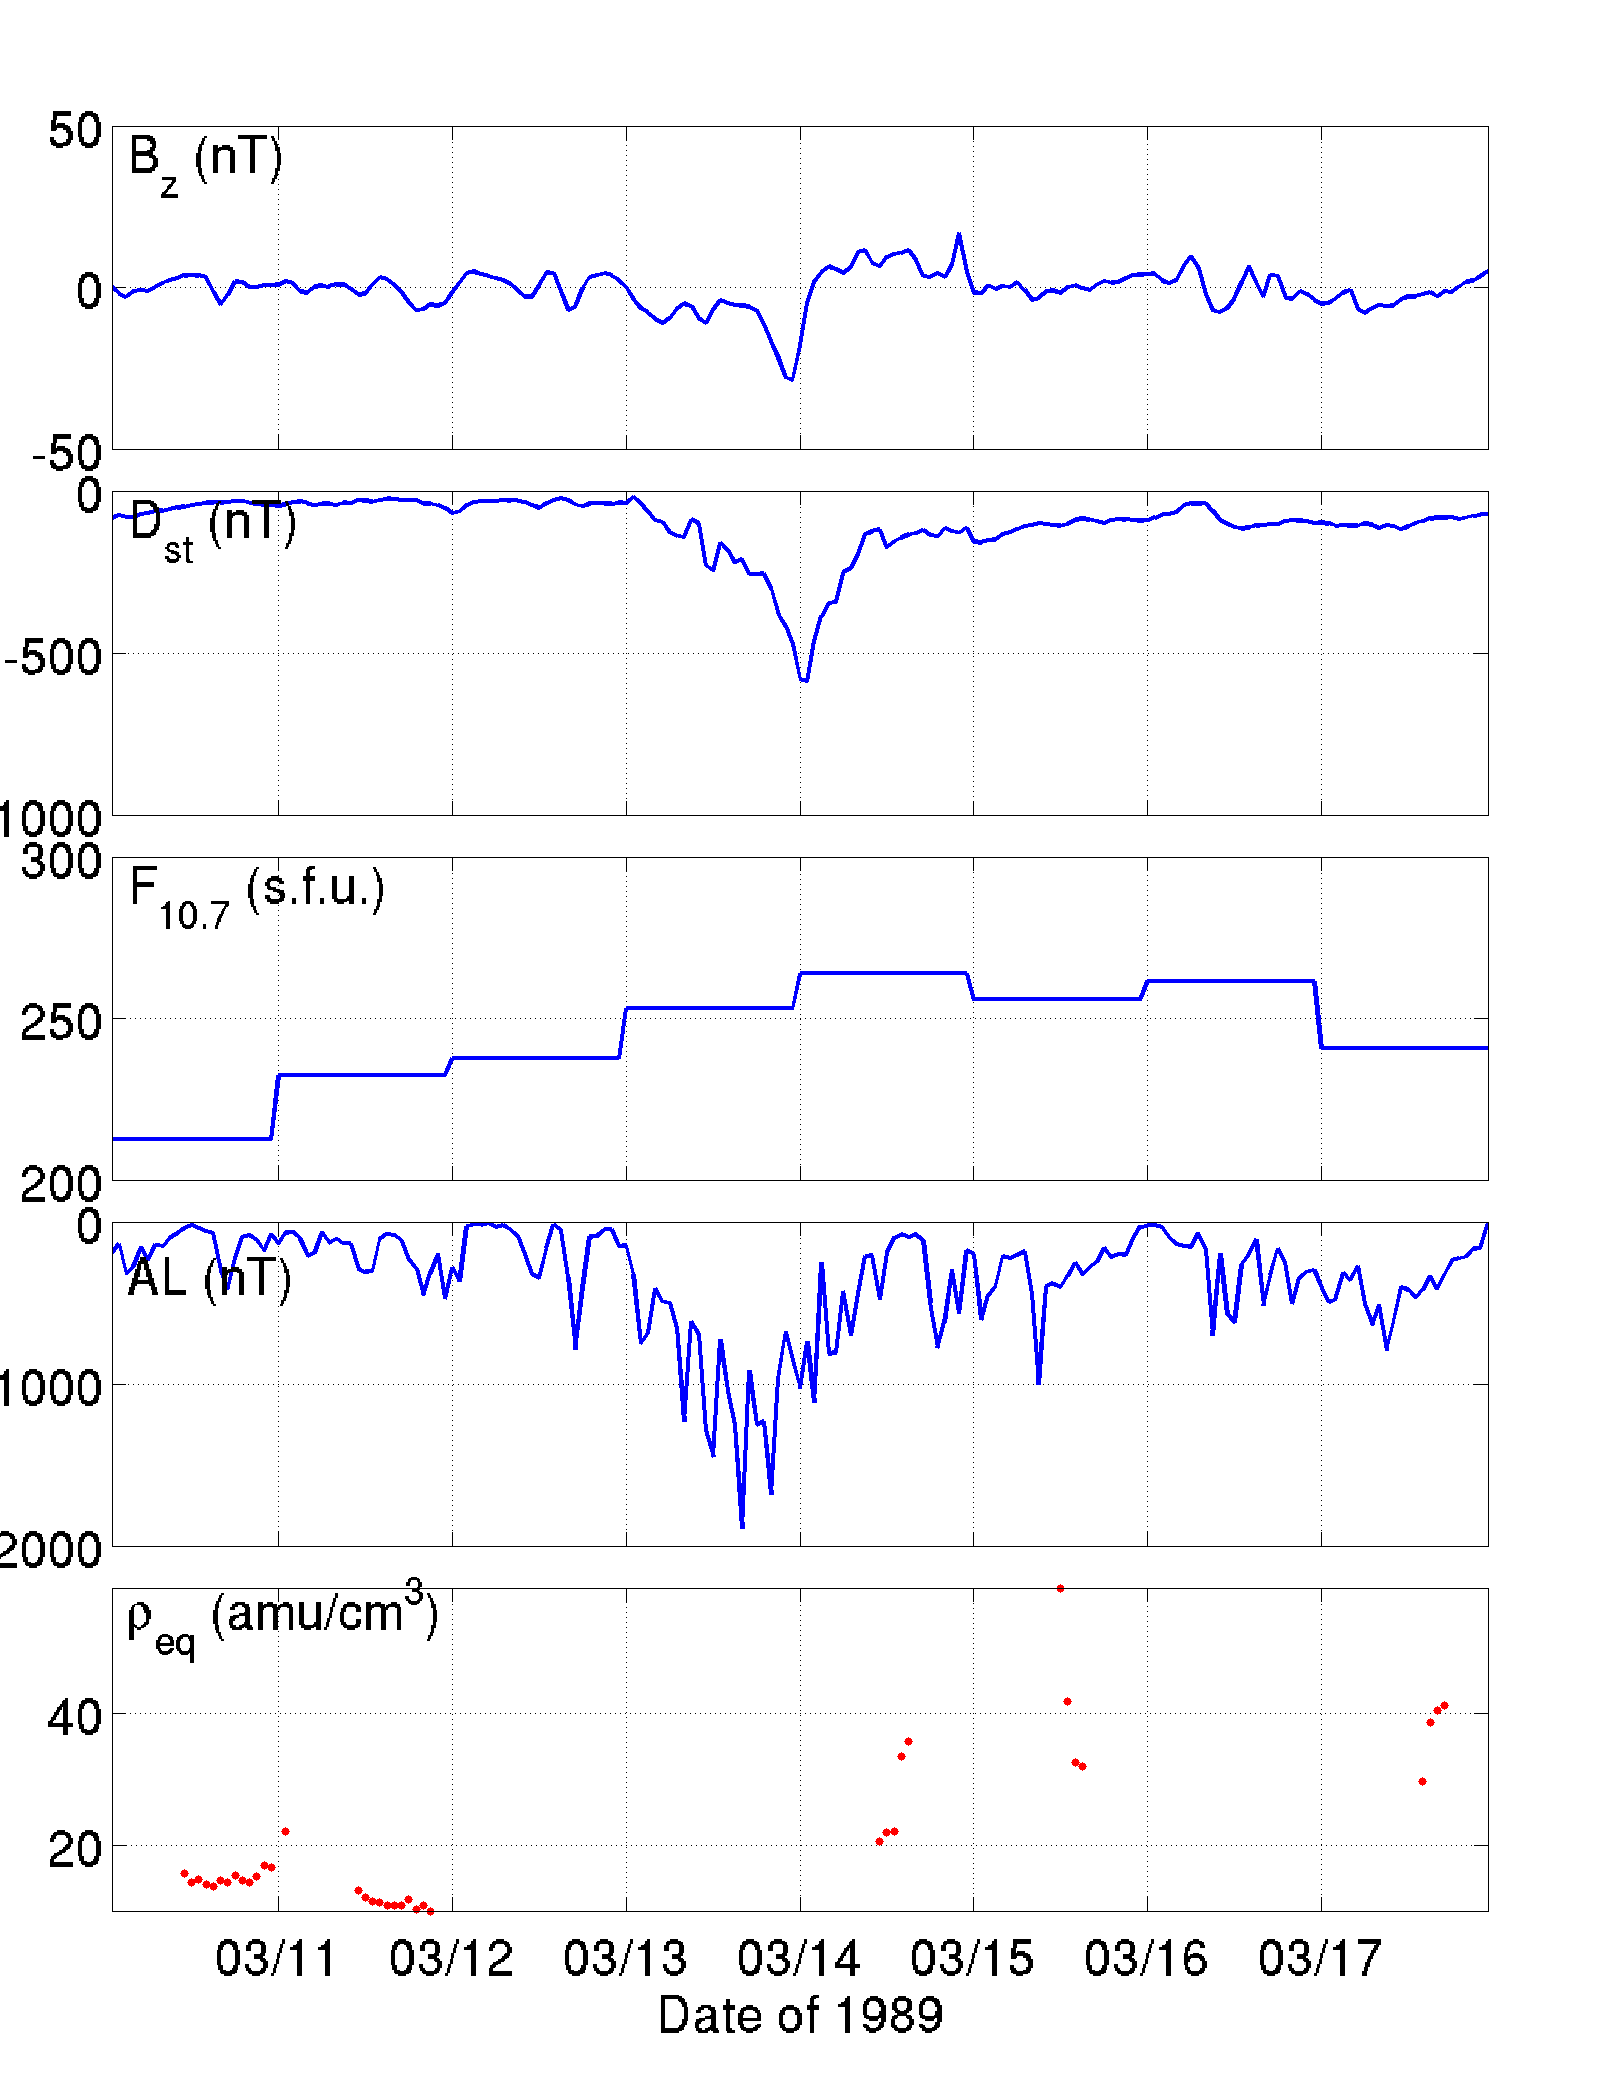 50
B_z (nT)
0
-50
0
D_st (nT)
-500
1000
300
F_10.7 (s.f.u.)
250
200
0
AL (nT)
1000
2000
ρ_eq (amu/cm^3)
40
20
03/11 03/12 03/13 03/14 03/15 03/16 03/17
Date of 1989